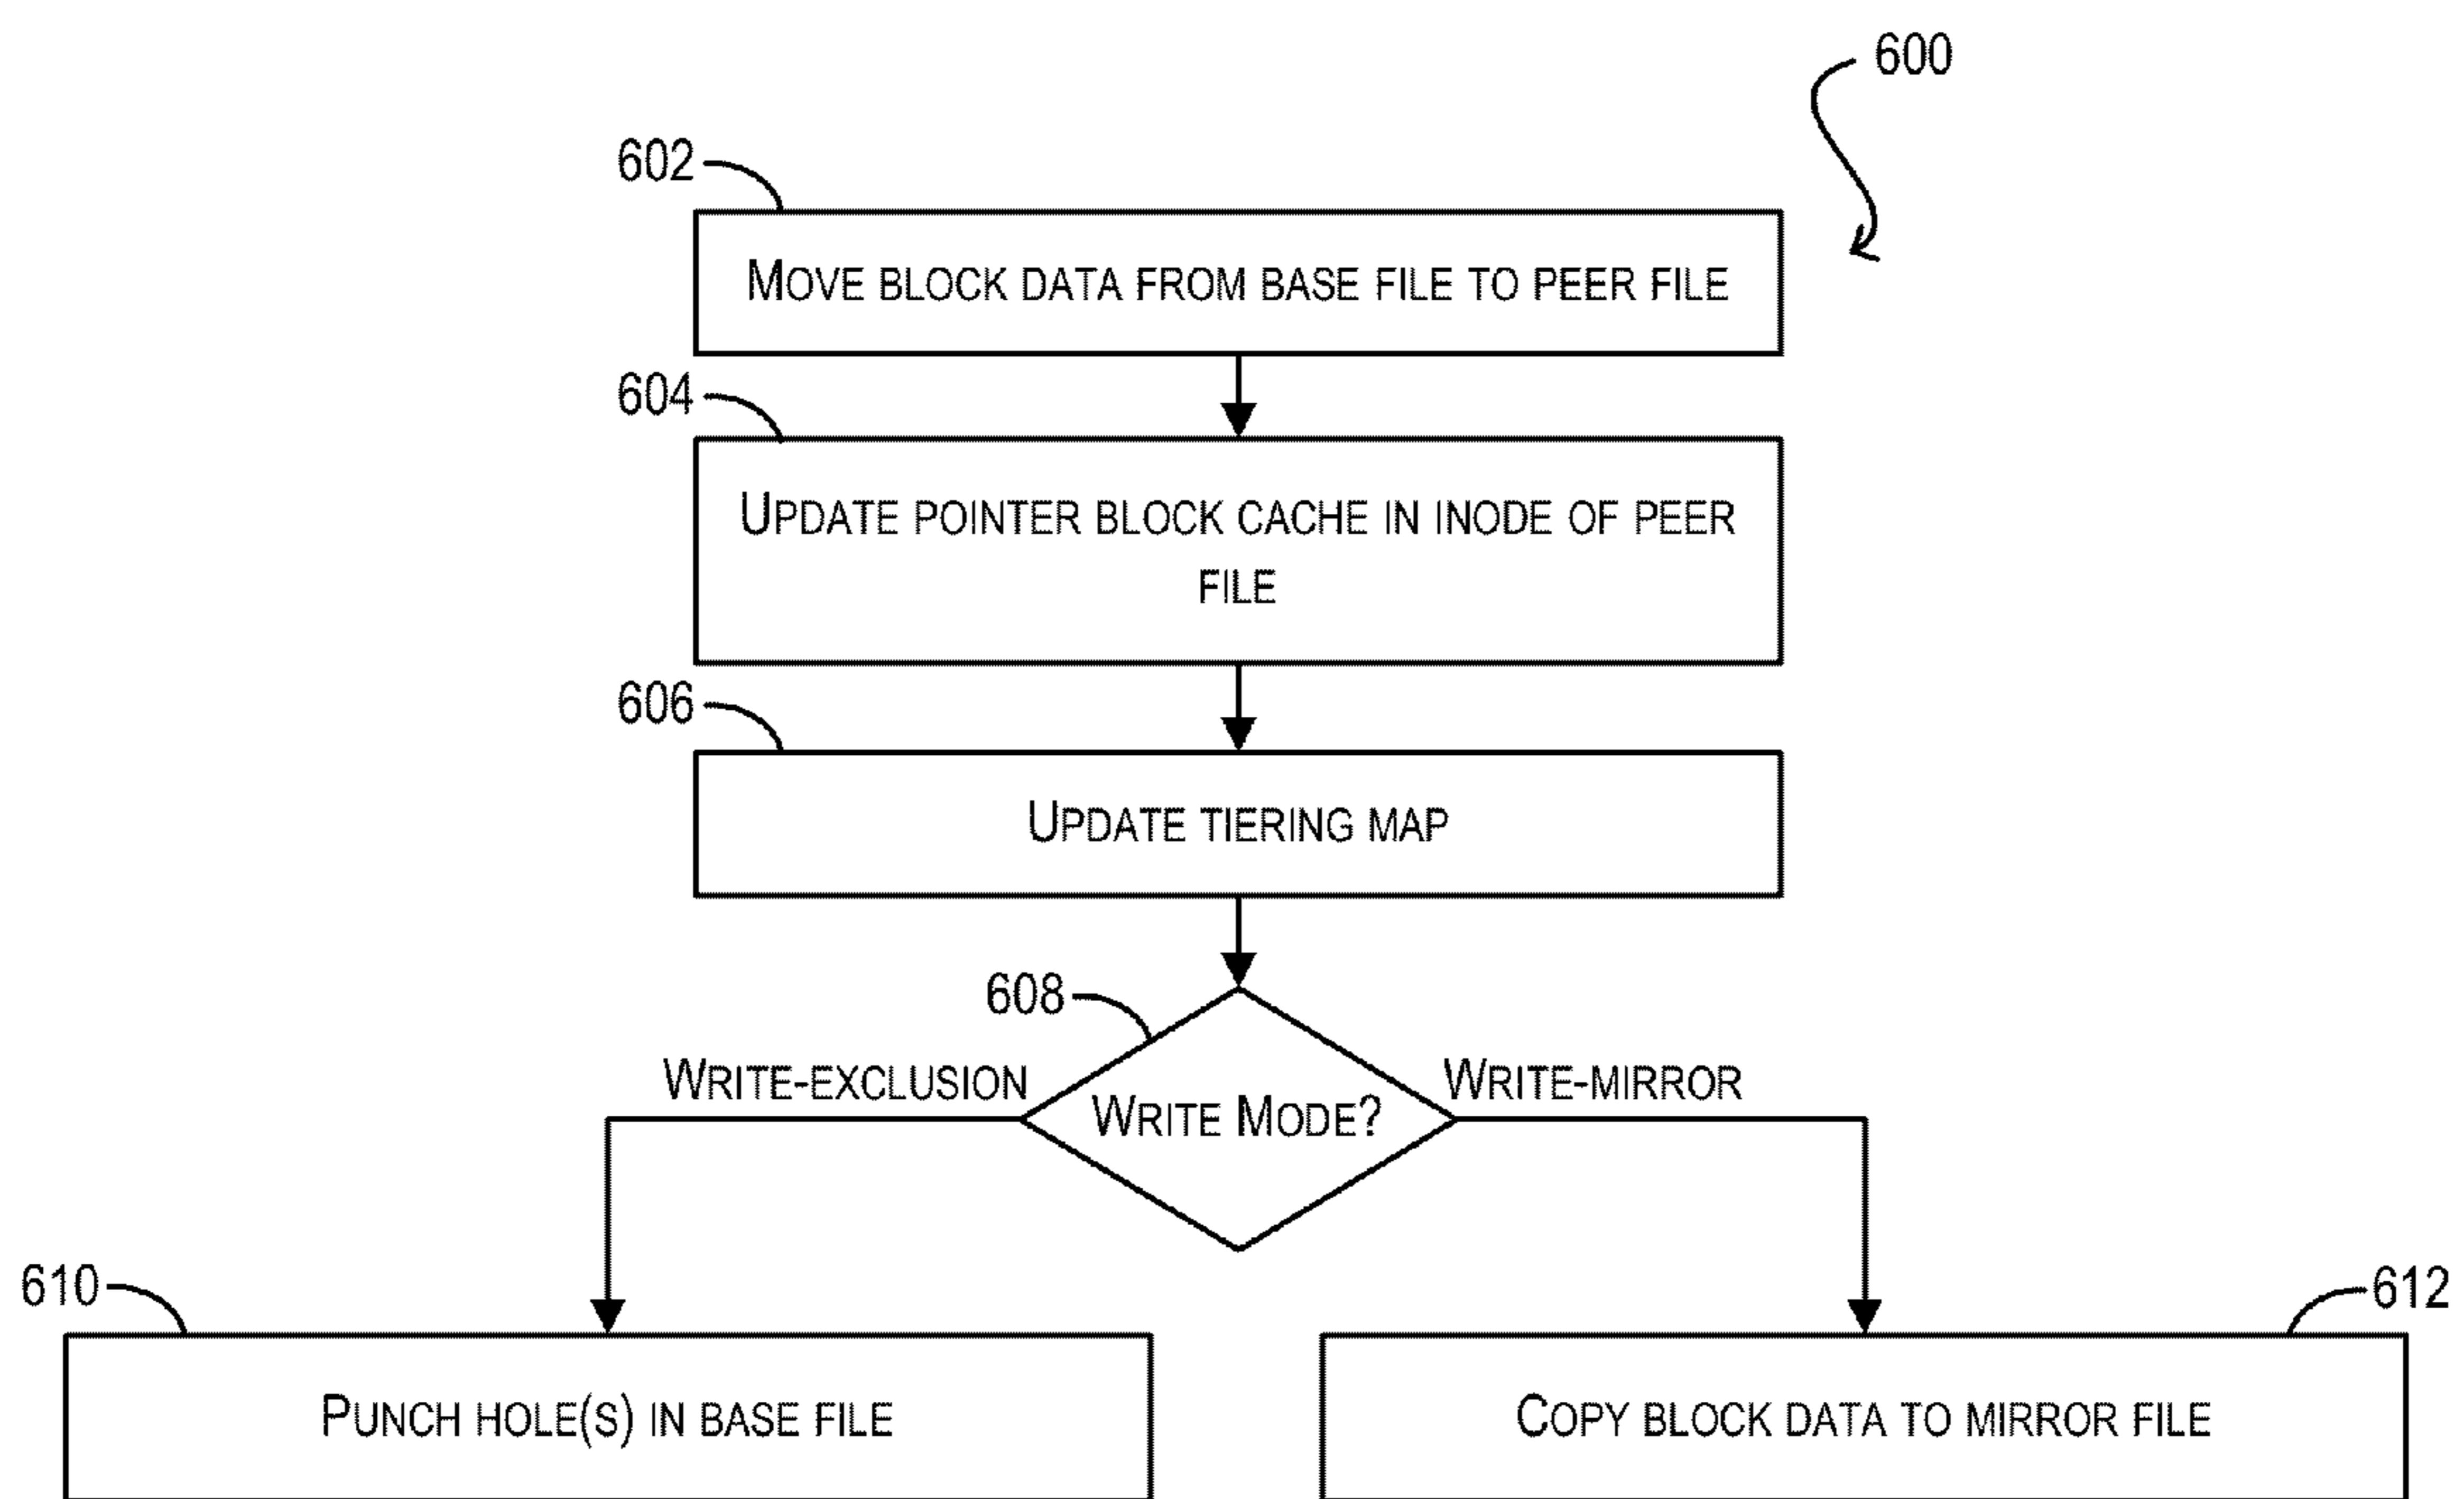 600
602
MOVE BLOCK DATA FROM BASE FILE TO PEER FILE
604
UPDATE POINTER BLOCK CACHE IN INODE OF PEER
FILE
606
UPDATE TIERING MAP
608
WRITE-EXCLUSION
WRITE MODE?
WRITE-MIRROR
610
612
PUNCH HOLE(S) IN BASE FILE
COPY BLOCK DATA TO MIRROR FILE